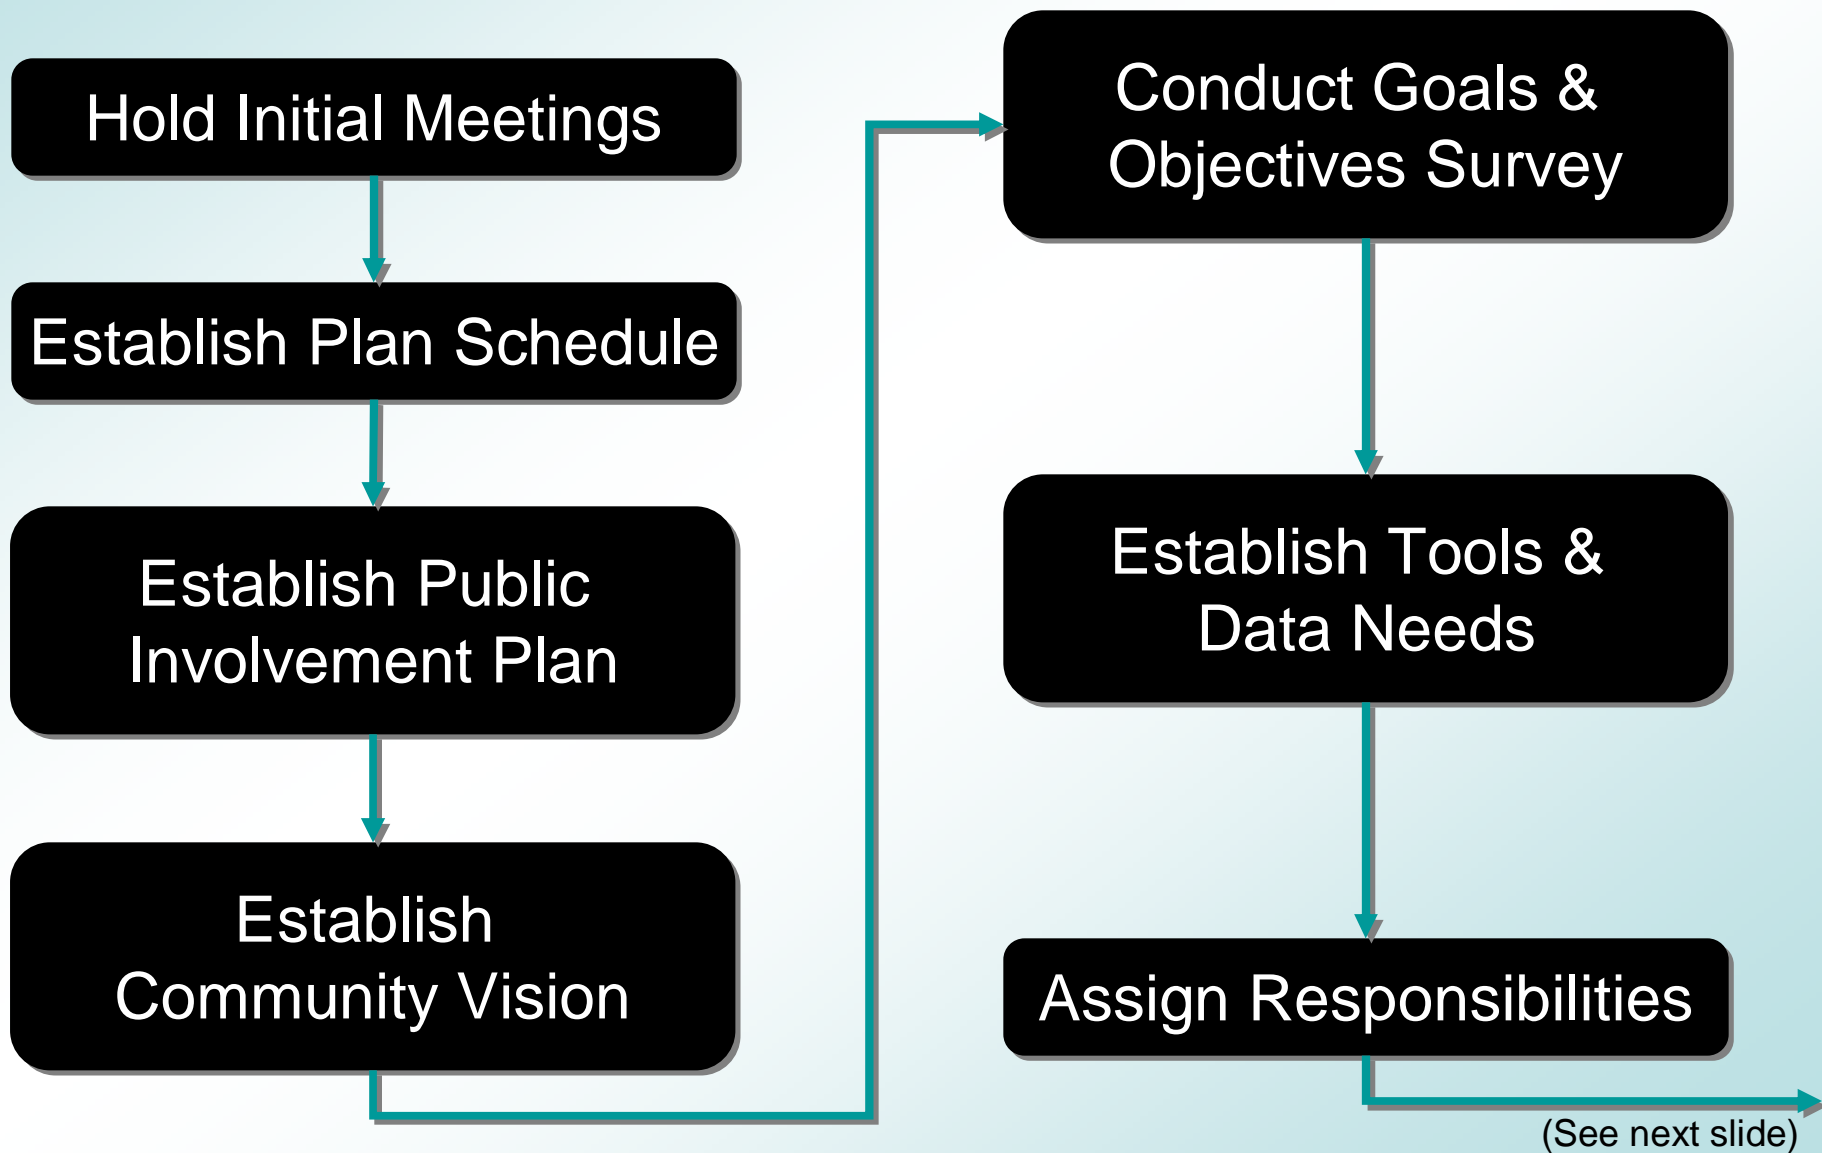 Hold Initial Meetings
Establish Plan Schedule
Establish Public
Involvement Plan
Establish
Community Vision
Conduct Goals &
Objectives Survey
Establish Tools &
Data Needs
Assign Responsibilities
(See next slide)